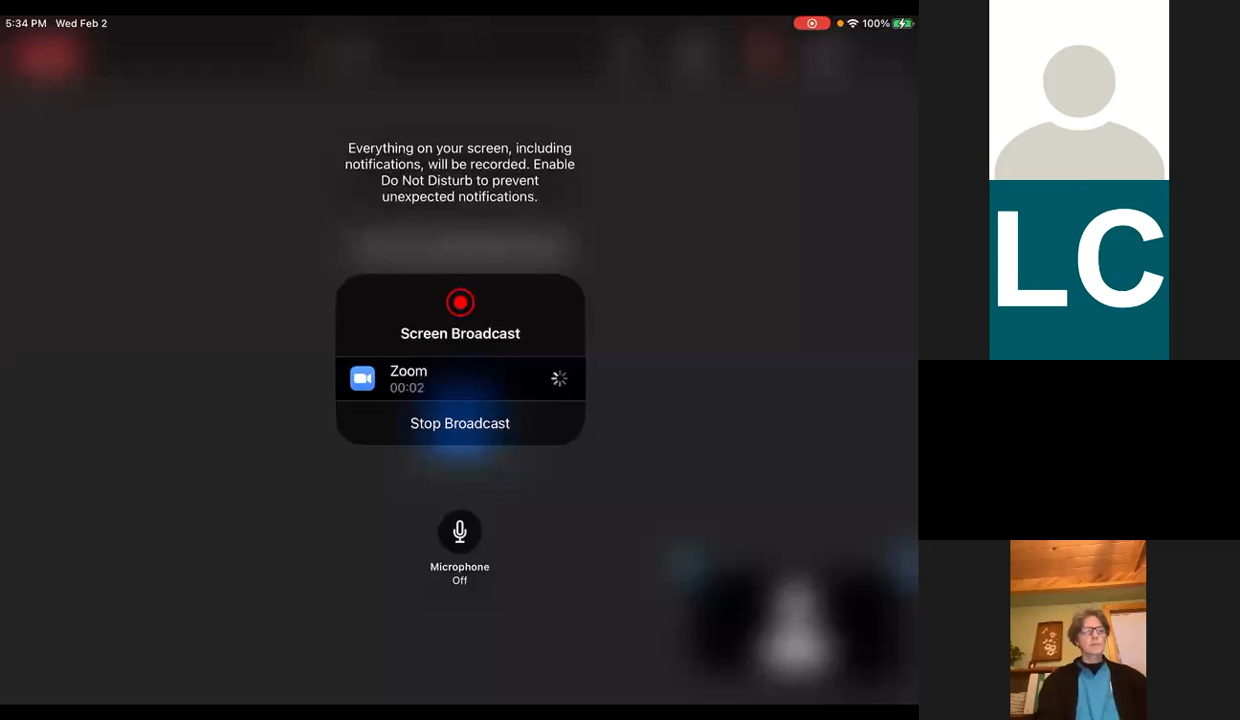 5:34 PM Wed Feb 2
100%
Everything on your screen, including
notifications, will be recorded. Enable
Do Not Disturb to prevent
unexpected notifications.
Screen Broadcast
Zoom
00:02
Stop Broadcast
Microphone
Off
LC